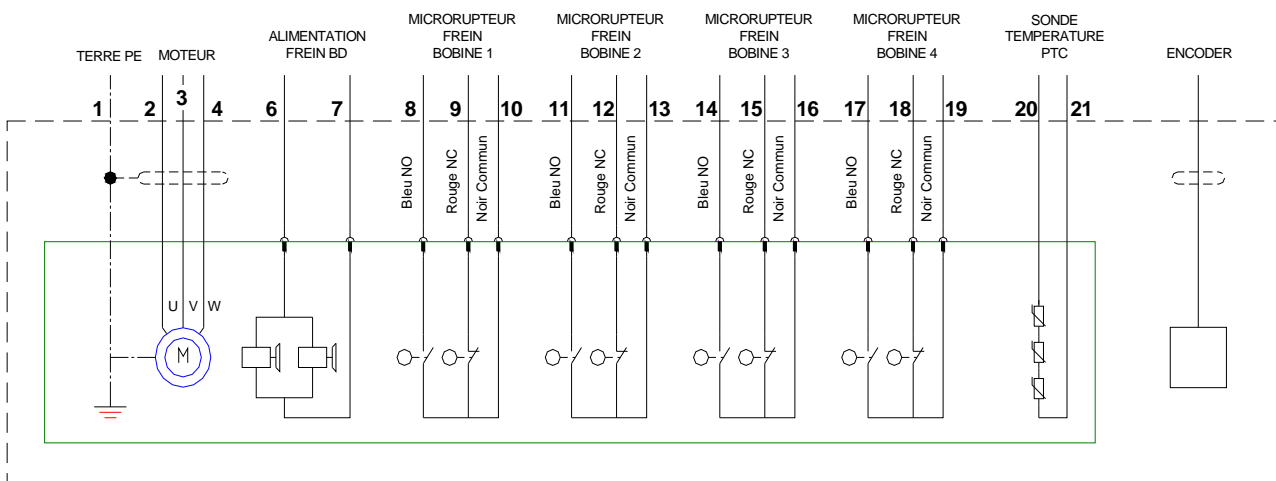 TERRE PE
MOTEUR
ALIMENTATION
FREIN BD
MICRORUPTEUR
FREIN
BOBINE 1
MICRORUPTEUR
FREIN
BOBINE 2
MICRORUPTEUR
FREIN
BOBINE 3
MICRORUPTEUR
FREIN
BOBINE 4
SONDE
TEMPERATURE
PTC
ENCODER
1 2 3 4 6 7 8 9 10 11 12 13 14 15 16 17 18 19 20 21
Bleu NO
Rouge NC
Noir Commun
Bleu NO
Rouge NC
Noir Commun
Bleu NO
Rouge NC
Noir Commun
Bleu NO
Rouge NC
Noir Commun
U V W
M